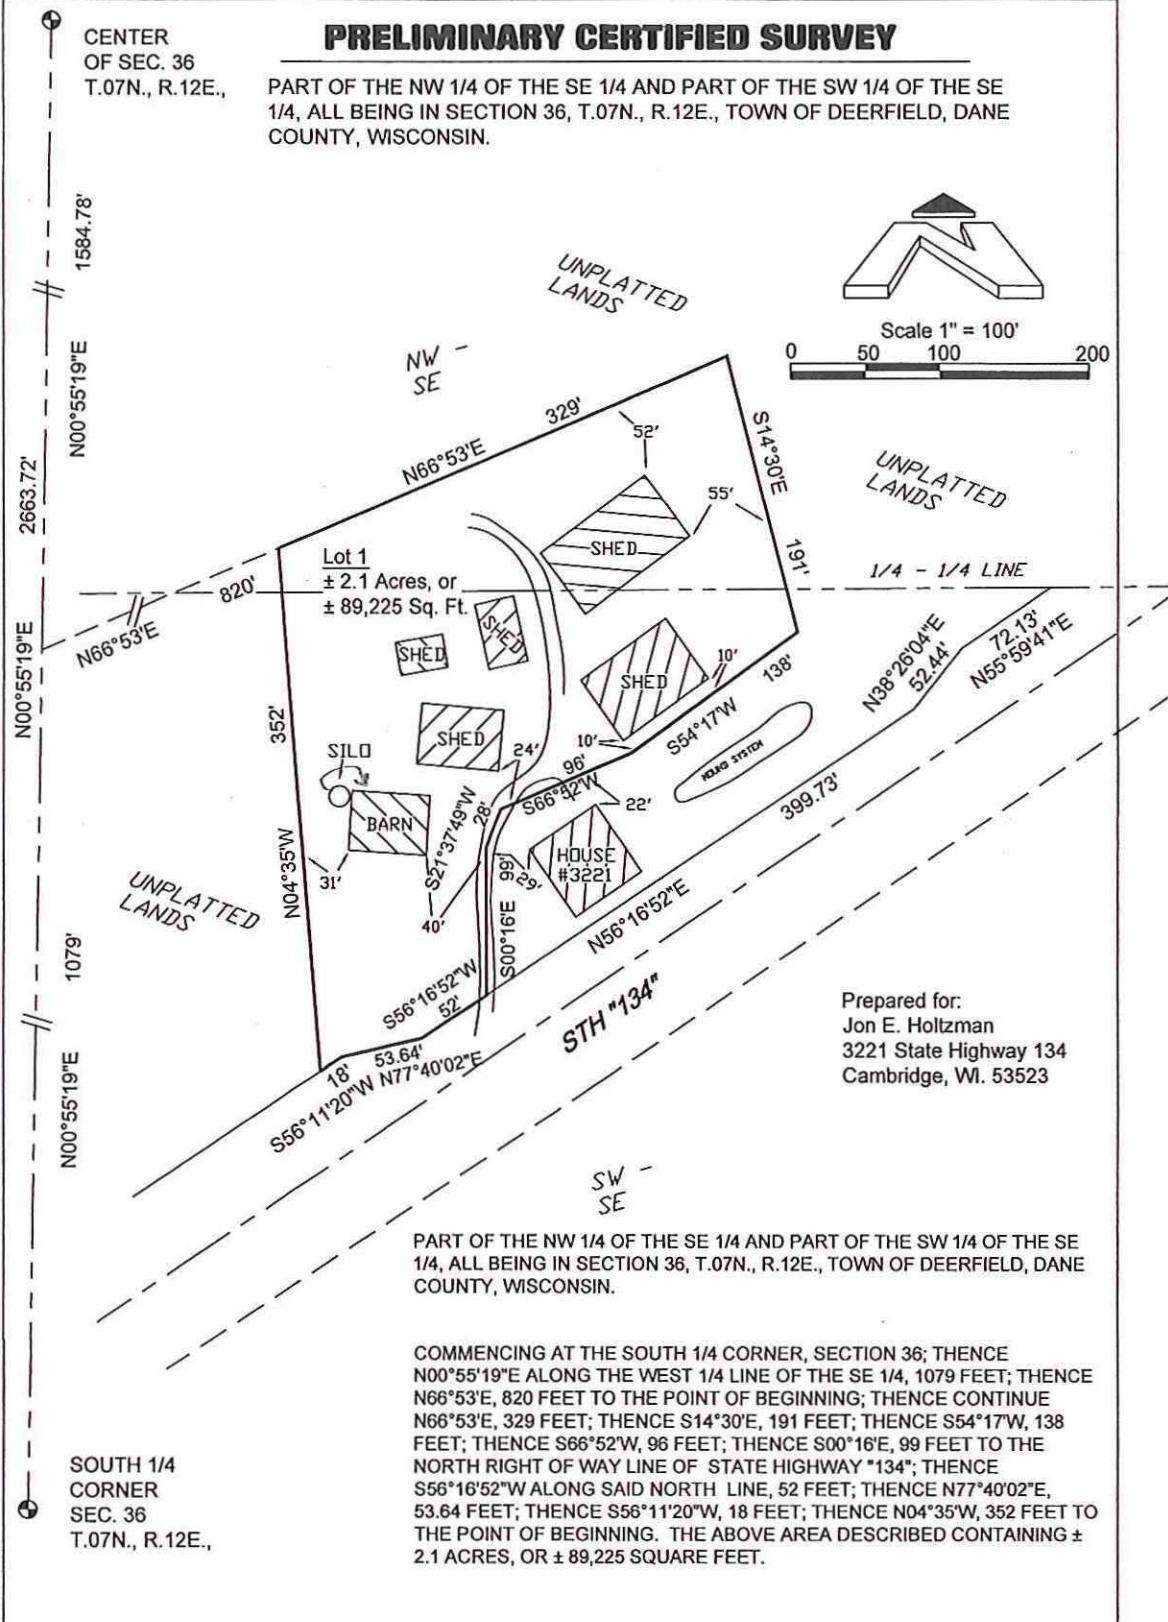 PRELIMINARY CERTIFIED SURVEY
CENTER
OF SEC. 36
T.07N., R.12E.,
PART OF THE NW 1/4 OF THE SE 1/4 AND PART OF THE SW 1/4 OF THE SE
1/4, ALL BEING IN SECTION 36, T.07N., R.12E., TOWN OF DEERFIELD, DANE
COUNTY, WISCONSIN.
1584.78'
N00°55'19"E
2663.72'
N00°55'19"E
UNPLATTED
LANDS
N
Scale 1" = 100'
0 50 100 200
NW -
SE
329'
N66°53'E
52'
S14°30'E
55'
UNPLATTED
LANDS
SHED
191'
1/4 - 1/4 LINE
Lot 1
± 2.1 Acres, or
± 89,225 Sq. Ft.
820'
N66°53'E
SHED
SHED
SHED
10'
138'
S54°17'W
N38°26'04"E
52.44'
72.13'
N55°59'41"E
352'
SILO
SHED
24'
10'
96'
S66°52'W
MOUND SYSTEM
399.73'
BARN
S21°37'49"W
28'
22'
HOUSE
#3221
N04°35'W
31'
99'
29'
40'
S00°16'E
N56°16'52"E
UNPLATTED
LANDS
1079'
N00°55'19"E
S56°16'52"W
52'
STH "134"
53.64'
N77°40'02"E
18'
S56°11'20"W
Prepared for:
Jon E. Holtzman
3221 State Highway 134
Cambridge, WI. 53523
SW -
SE
PART OF THE NW 1/4 OF THE SE 1/4 AND PART OF THE SW 1/4 OF THE SE
1/4, ALL BEING IN SECTION 36, T.07N., R.12E., TOWN OF DEERFIELD, DANE
COUNTY, WISCONSIN.
COMMENCING AT THE SOUTH 1/4 CORNER, SECTION 36; THENCE
N00°55'19"E ALONG THE WEST 1/4 LINE OF THE SE 1/4, 1079 FEET; THENCE
N66°53'E, 820 FEET TO THE POINT OF BEGINNING; THENCE CONTINUE
N66°53'E, 329 FEET; THENCE S14°30'E, 191 FEET; THENCE S54°17'W, 138
FEET; THENCE S66°52'W, 96 FEET; THENCE S00°16'E, 99 FEET TO THE
NORTH RIGHT OF WAY LINE OF STATE HIGHWAY "134"; THENCE
S56°16'52"W ALONG SAID NORTH LINE, 52 FEET; THENCE N77°40'02"E,
53.64 FEET; THENCE S56°11'20"W, 18 FEET; THENCE N04°35'W, 352 FEET TO
THE POINT OF BEGINNING. THE ABOVE AREA DESCRIBED CONTAINING ±
2.1 ACRES, OR ± 89,225 SQUARE FEET.
SOUTH 1/4
CORNER
SEC. 36
T.07N., R.12E.,